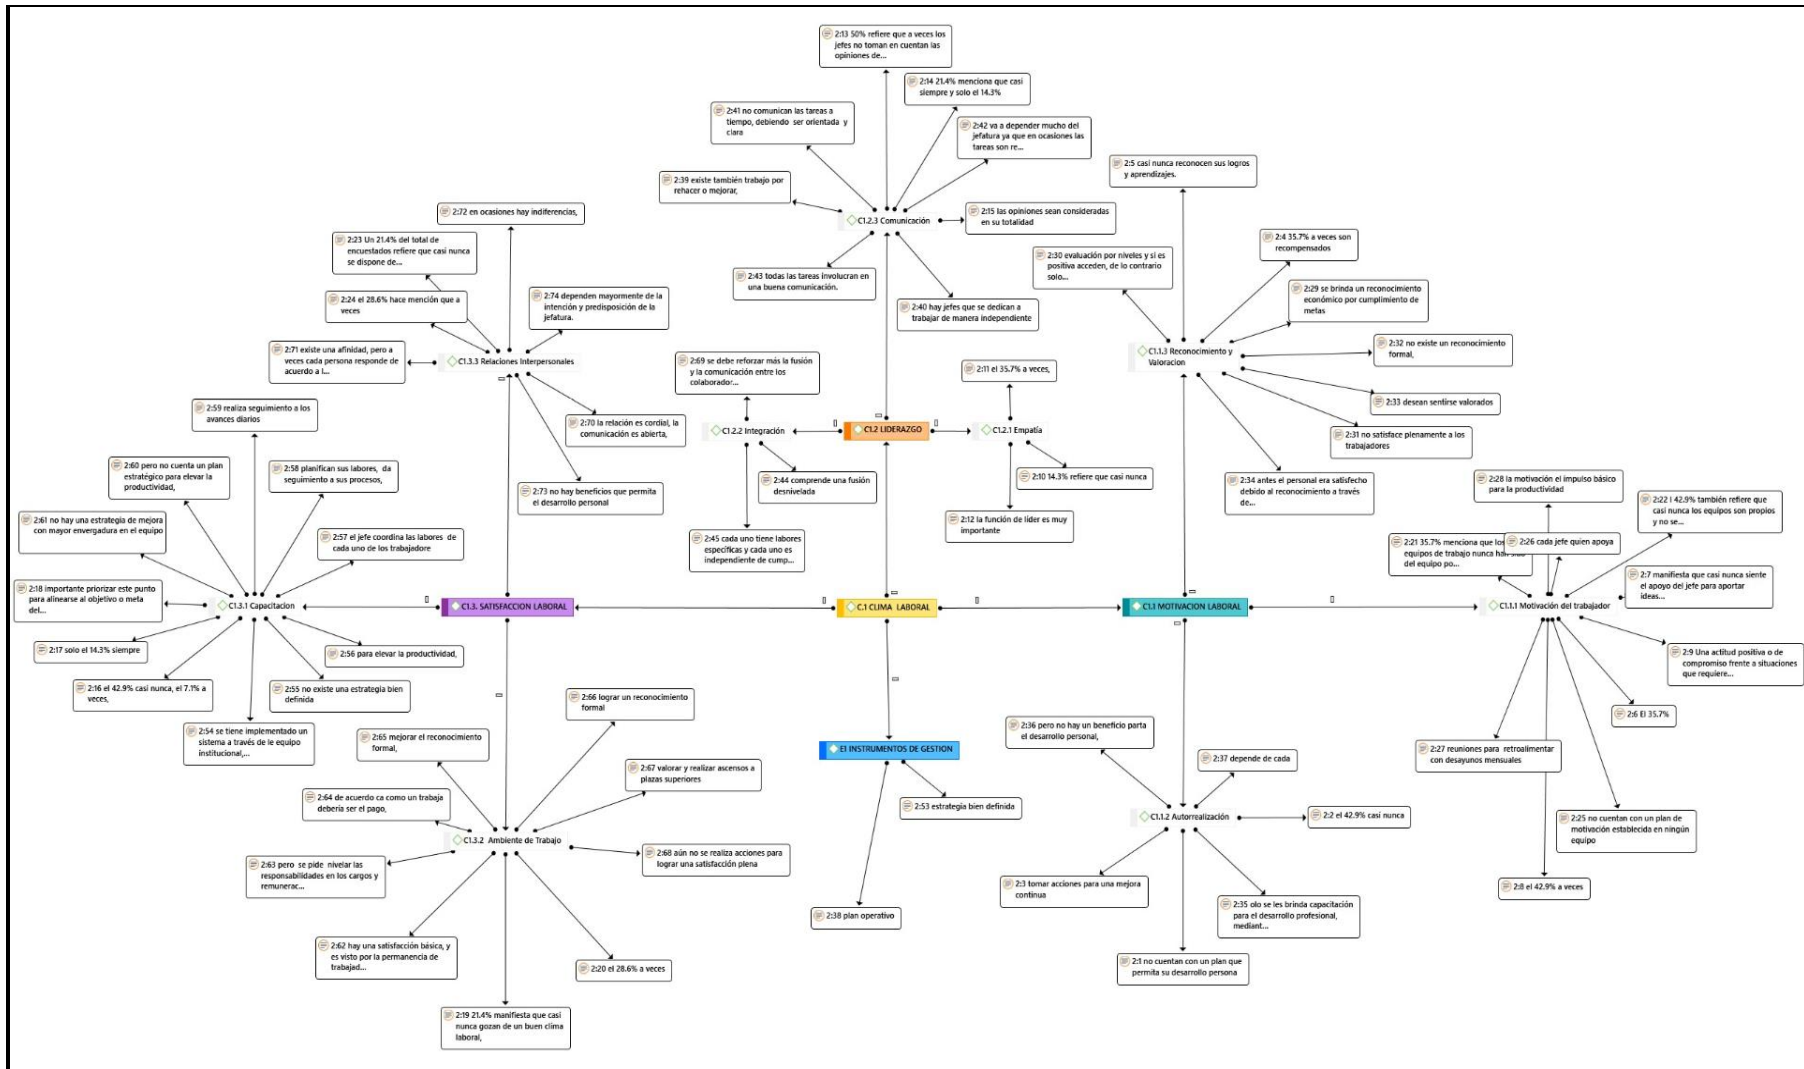 2:13 50% refiere que a veces los
jefes no toman en cuentan las
opiniones de...
2:14 21.4% menciona que casi
siempre y solo el 14.3%
2:41 no comunican las tareas a
tiempo, debiendo ser orientada y
clara
2:42 va a depender mucho del
jefatura ya que en ocasiones las
tareas son re...
2:39 existe también trabajo por
rehacer o mejorar,
C1.2.3 Comunicación
2:15 las opiniones sean consideradas
en su totalidad
2:43 todas las tareas involucran en
una buena comunicación.
2:40 hay jefes que se dedican a
trabajar de manera independiente
2:5 casi nunca reconocen sus logros
y aprendizajes.
2:4 35.7% a veces son
recompensados
2:30 evaluación por niveles y si es
positiva acceden, de lo contrario
solo...
2:29 se brinda un reconocimiento
económico por cumplimiento de
metas
C1.1.3 Reconocimiento y
Valoracion
2:32 no existe un reconocimiento
formal,
2:33 desean sentirse valorados
2:31 no satisface plenamente a los
trabajadores
2:34 antes el personal era satisfecho
debido al reconocimiento a través
de...
2:72 en ocasiones hay indiferencias,
2:23 Un 21.4% del total de
encuestados refiere que casi nunca
se dispone de...
2:24 el 28.6% hace mención que a
veces
2:74 dependen mayormente de la
intención y predisposición de la
jefatura.
2:71 existe una afinidad, pero a
veces cada persona responde de
acuerdo a l...
C1.3.3 Relaciones Interpersonales
2:70 la relación es cordial, la
comunicación es abierta,
2:73 no hay beneficios que permita
el desarrollo personal
2:69 se debe reforzar más la fusión
y la comunicación entre los
colaborador...
2:11 el 35.7% a veces,
C1.2.2 Integración
C1.2 LIDERAZGO
C1.2.1 Empatía
2:44 comprende una fusión
desnivelada
2:10 14.3% refiere que casi nunca
2:45 cada uno tiene labores
específicas y cada uno es
independiente de cump...
2:12 la función de líder es muy
importante
2:59 realiza seguimiento a los
avances diarios
2:60 pero no cuenta un plan
estratégico para elevar la
productividad,
2:58 planifican sus labores, da
seguimiento a sus procesos,
2:61 no hay una estrategia de mejora
con mayor envergadura en el equipo
2:57 el jefe coordina las labores de
cada uno de los trabajadore
2:18 importante priorizar este punto
para alinearse al objetivo o meta
del...
C1.3.1 Capacitacion
C1.3. SATISFACCION LABORAL
C.1 CLIMA LABORAL
C1.1 MOTIVACION LABORAL
C1.1.1 Motivación del trabajador
2:28 la motivación el impulso básico
para la productividad
2:22 l 42.9% también refiere que
casi nunca los equipos son propios
y no se...
2:21 35.7% menciona que los
equipos de trabajo nunca han
del equipo po...
2:26 cada jefe quien apoya
2:7 manifiesta que casi nunca siente
el apoyo del jefe para aportar
ideas...
2:9 Una actitud positiva o de
compromiso frente a situaciones
que requiere...
2:6 El 35.7%
2:27 reuniones para retroalimentar
con desayunos mensuales
2:25 no cuentan con un plan de
motivación establecida en ningún
equipo
2:8 el 42.9% a veces
2:17 solo el 14.3% siempre
2:56 para elevar la productividad,
2:16 el 42.9% casi nunca, el 7.1% a
veces,
2:55 no existe una estrategia bien
definida
2:54 se tiene implementado un
sistema a través de le equipo
institucional,...
2:66 lograr un reconocimiento
formal
2:65 mejorar el reconocimiento
formal,
2:67 valorar y realizar ascensos a
plazas superiores
2:64 de acuerdo ca como un trabaja
debería ser el pago,
C1.3.2 Ambiente de Trabajo
2:63 pero se pide nivelar las
responsabilidades en los cargos y
remunerac...
2:68 aún no se realiza acciones para
lograr una satisfacción plena
2:62 hay una satisfacción básica, y
es visto por la permanencia de
trabajad...
2:20 el 28.6% a veces
2:19 21.4% manifiesta que casi
nunca gozan de un buen clima
laboral,
EI INSTRUMENTOS DE GESTION
2:53 estrategia bien definida
2:38 plan operativo
2:36 pero no hay un beneficio parta
el desarrollo personal,
2:37 depende de cada
C1.1.2 Autorrealización
2:2 el 42.9% casi nunca
2:3 tomar acciones para una mejora
continua
2:35 olo se les brinda capacitación
para el desarrollo profesional,
mediant...
2:1 no cuentan con un plan que
permita su desarrollo persona